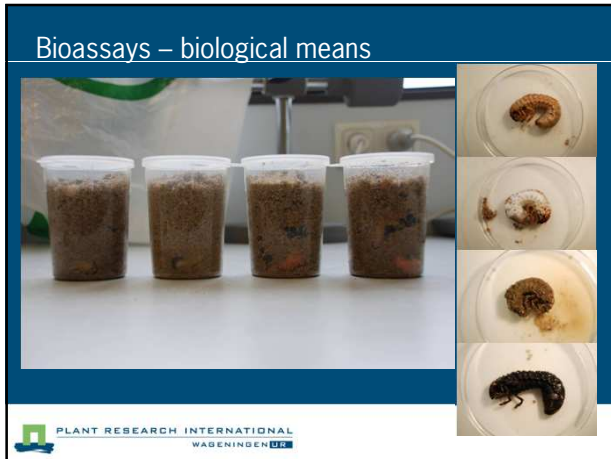 Bioassays – biological means
PLANT RESEARCH INTERNATIONAL
WAGENINGEN UR